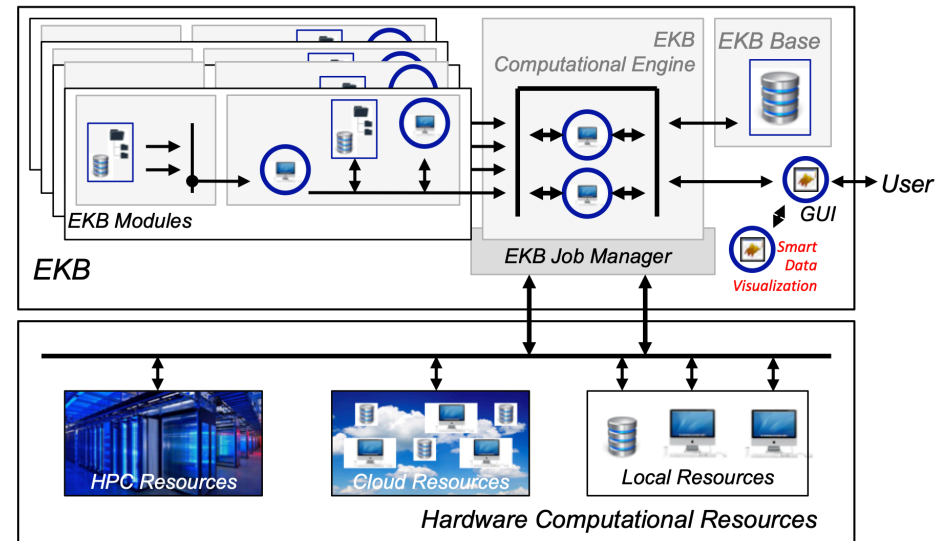 EKB
Computational Engine
EKB Base
User
GUI
EKB Modules
EKB Job Manager
Smart
Data
Visualization
EKB
HPC Resources
Cloud Resources
Local Resources
Hardware Computational Resources